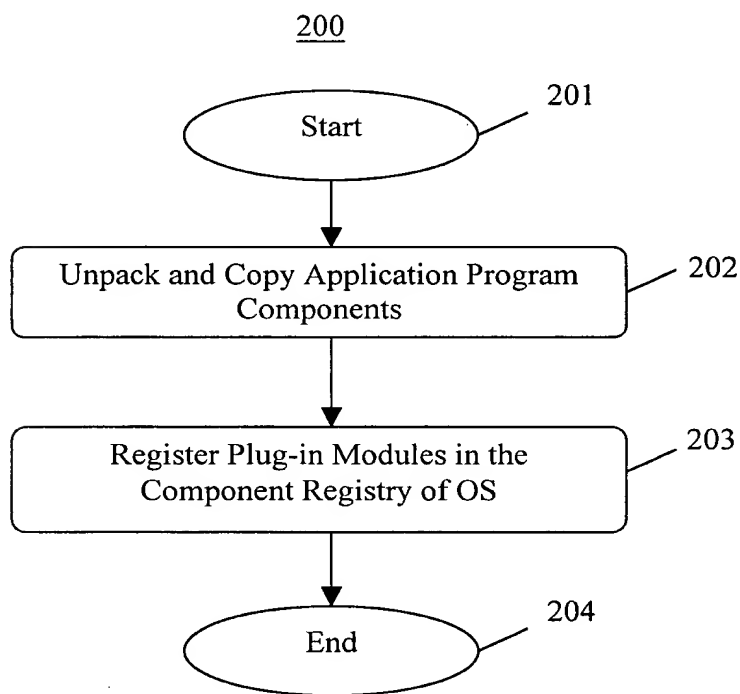 200
Start
201
Unpack and Copy Application Program
Components
202
Register Plug-in Modules in the
Component Registry of OS
203
End
204